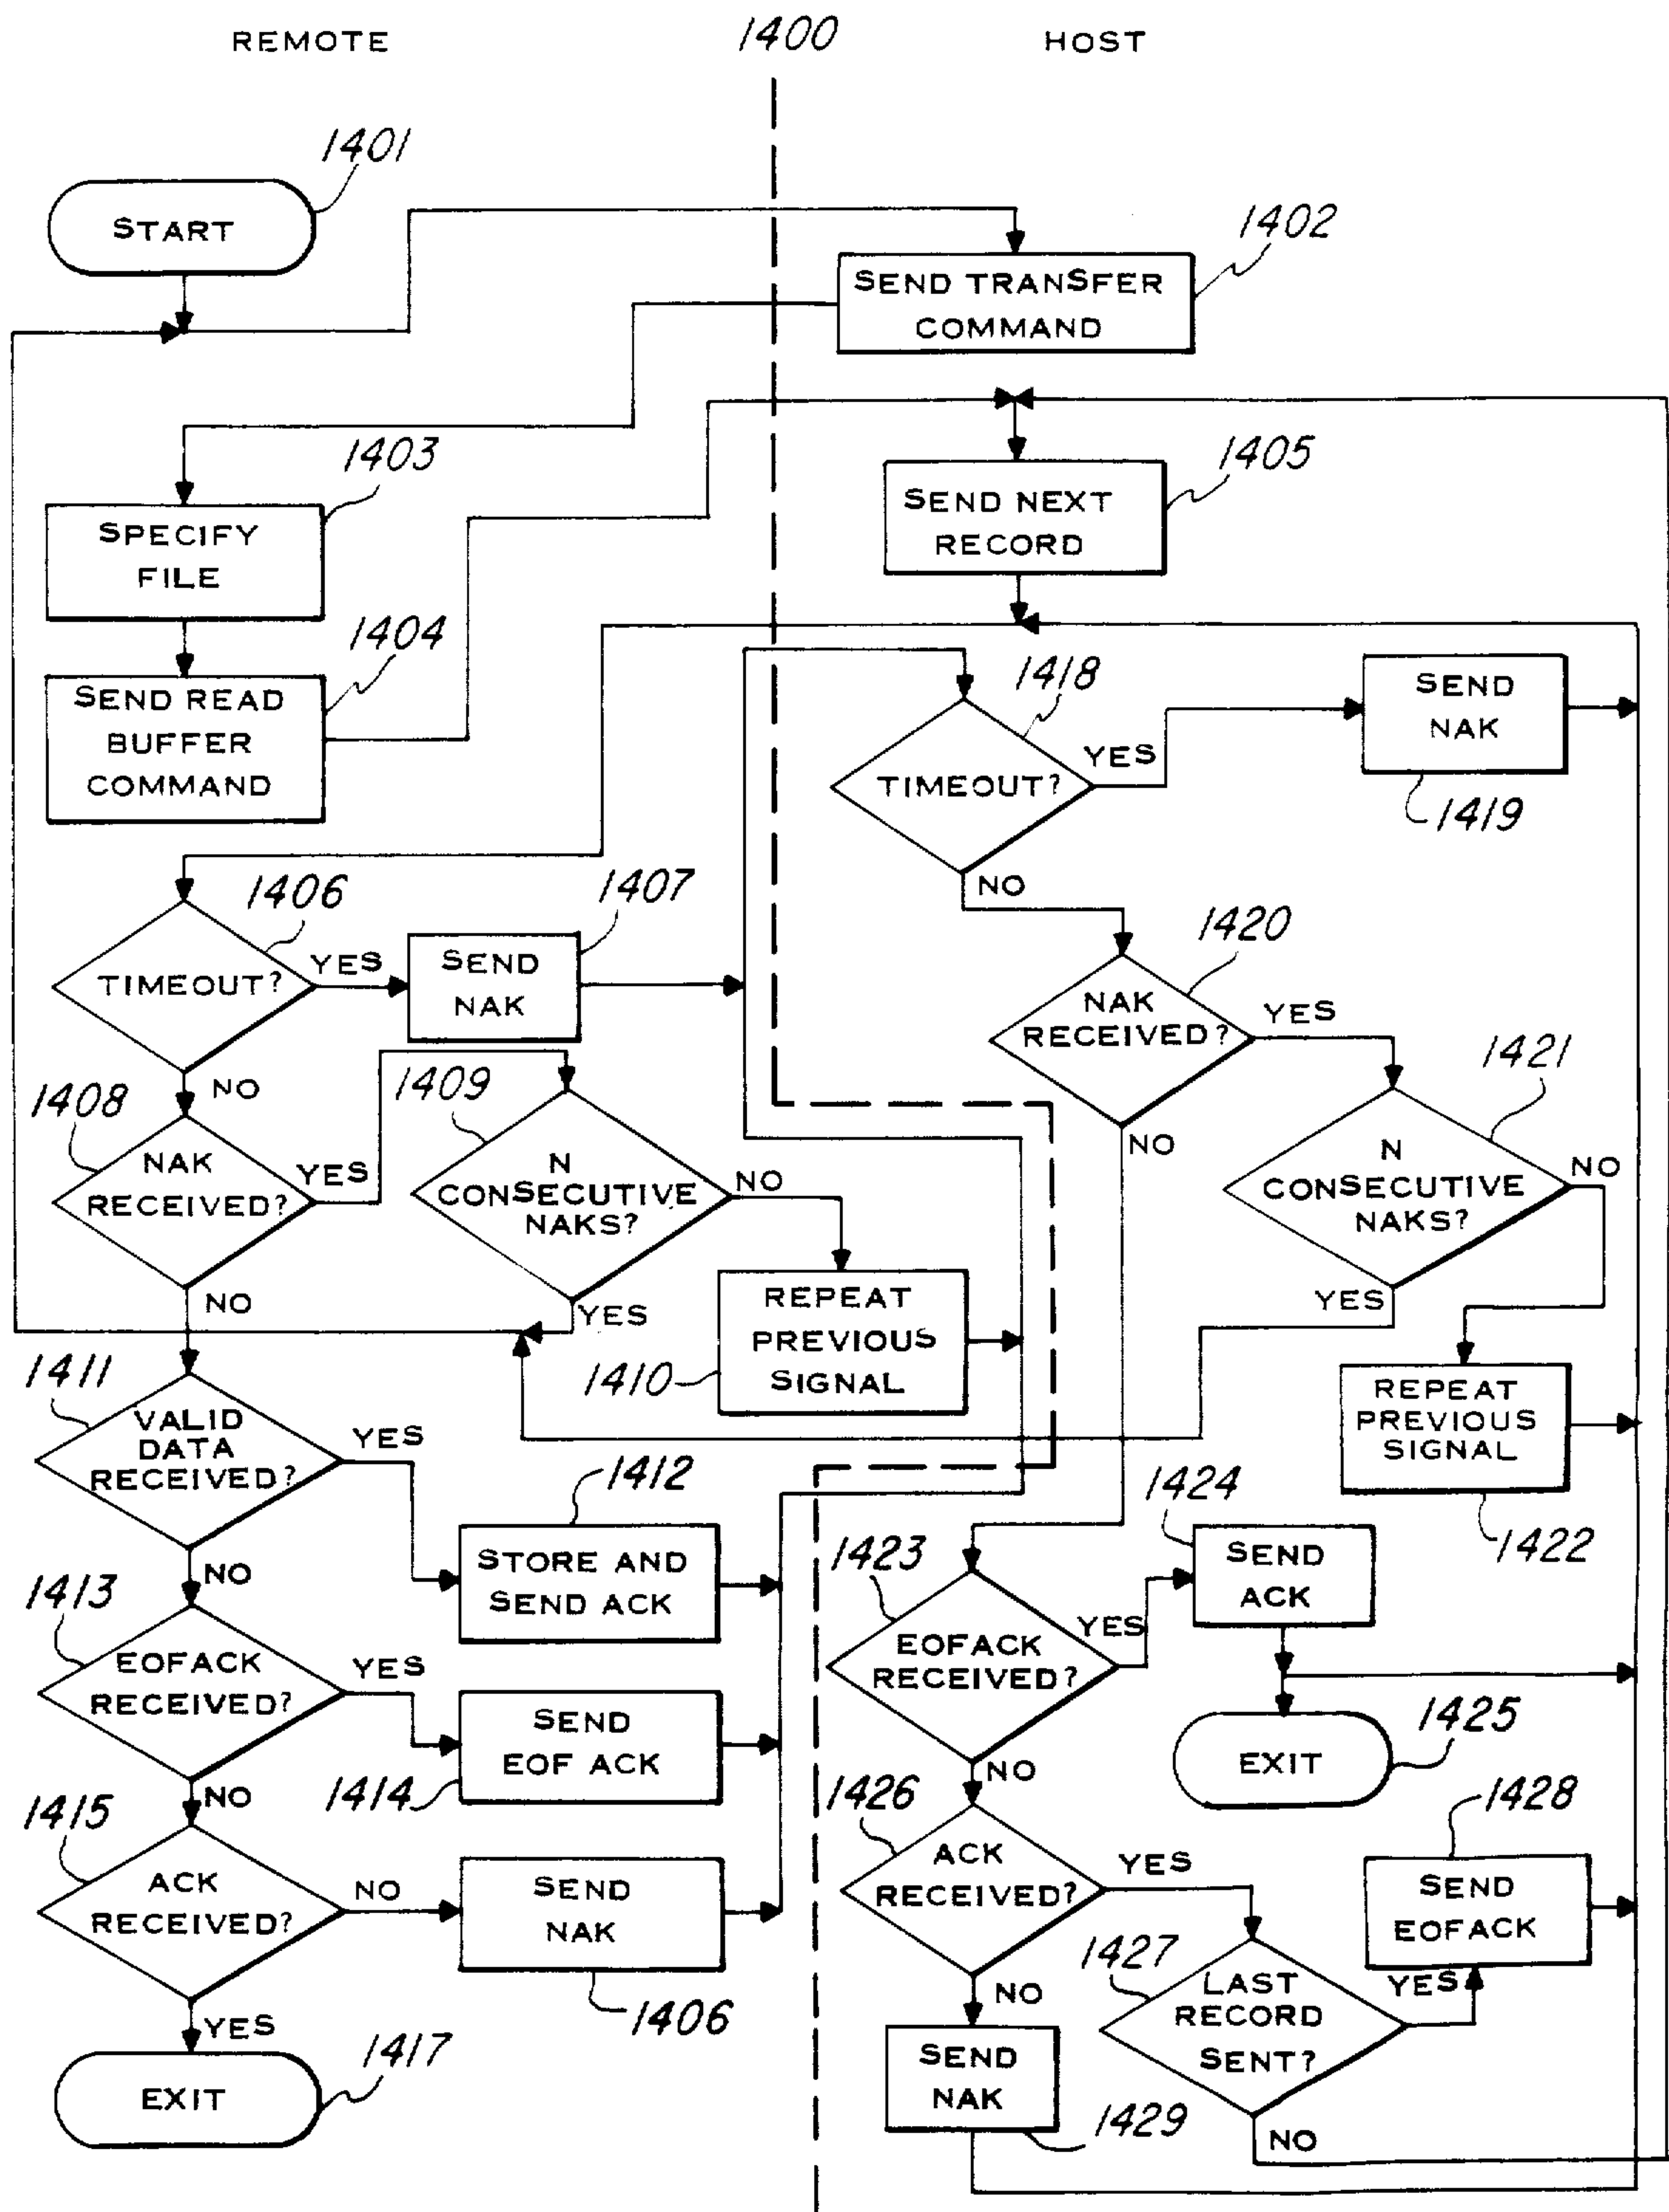 REMOTE
1400
HOST
1401
START
1402
SEND TRANSFER
COMMAND
1403
SPECIFY
FILE
1405
SEND NEXT
RECORD
1404
SEND READ
BUFFER
COMMAND
1418
TIMEOUT?
YES
NO
SEND
NAK
1419
1406
TIMEOUT?
YES
NO
1407
SEND
NAK
1420
NAK
RECEIVED?
YES
NO
1408
NAK
RECEIVED?
YES
NO
1409
N
CONSECUTIVE
NAKS?
NO
YES
1421
N
CONSECUTIVE
NAKS?
NO
YES
REPEAT
PREVIOUS
SIGNAL
1410
REPEAT
PREVIOUS
SIGNAL
1422
1411
VALID
DATA
RECEIVED?
YES
NO
1412
STORE AND
SEND ACK
1423
EOFACK
RECEIVED?
YES
NO
1424
SEND
ACK
1425
EXIT
1413
EOFACK
RECEIVED?
YES
NO
SEND
EOF ACK
1414
1415
ACK
RECEIVED?
NO
YES
SEND
NAK
1406
1417
EXIT
1426
ACK
RECEIVED?
YES
NO
1428
SEND
EOFACK
1427
LAST
RECORD
SENT?
YES
NO
SEND
NAK
1429